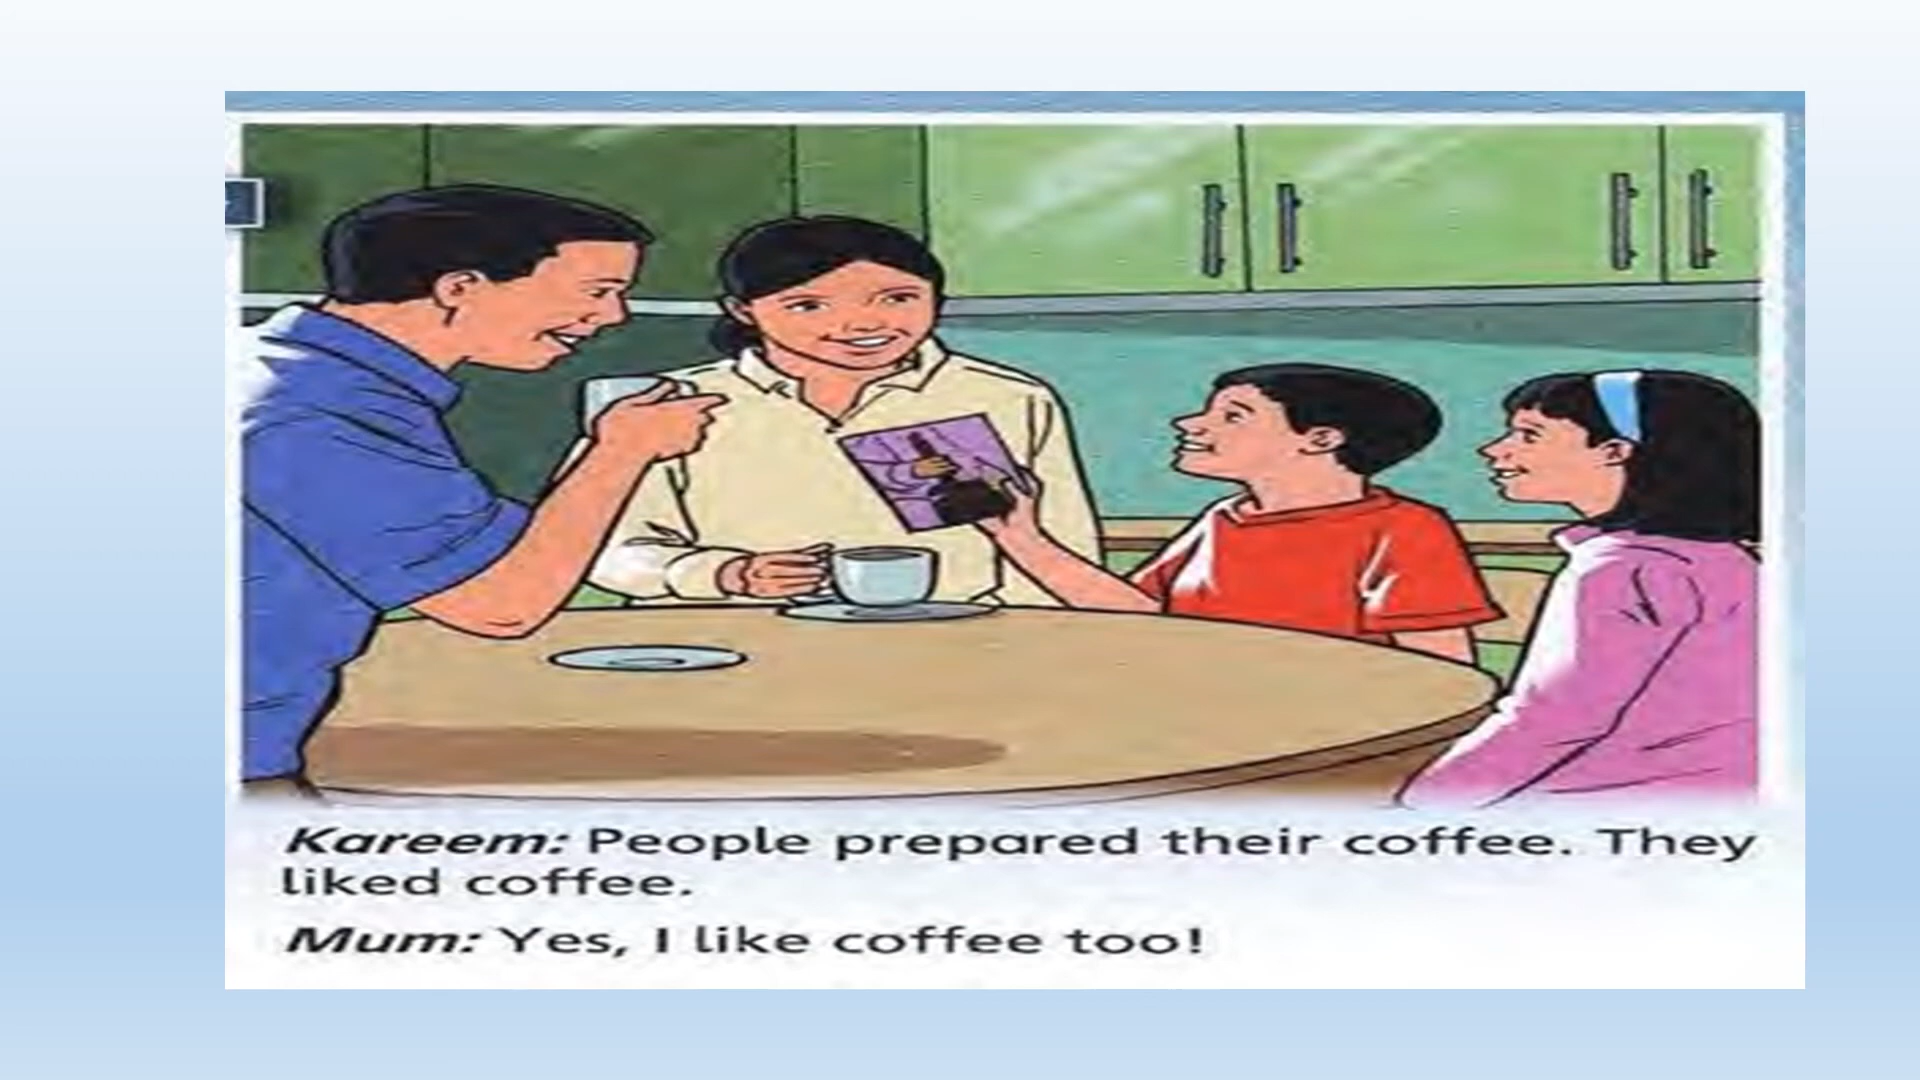 Kareem: People prepared their coffee. They
liked coffee.
Mum: Yes, I like coffee too!